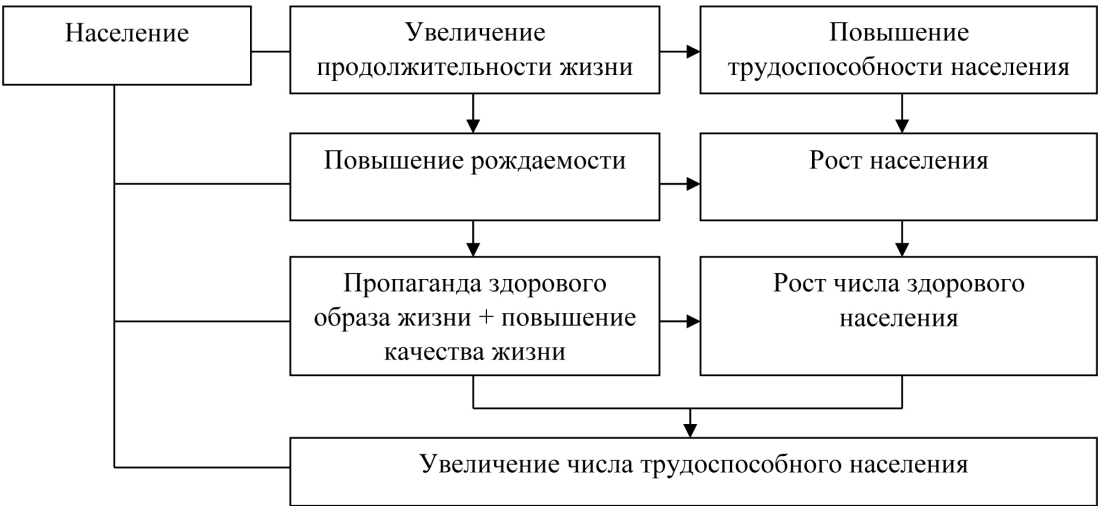 Население
Увеличение
продолжительности жизни
Повышение
трудоспособности населения
Повышение рождаемости
Рост населения
Пропаганда здорового
образа жизни + повышение
качества жизни
Рост числа здорового
населения
Увеличение числа трудоспособного населения